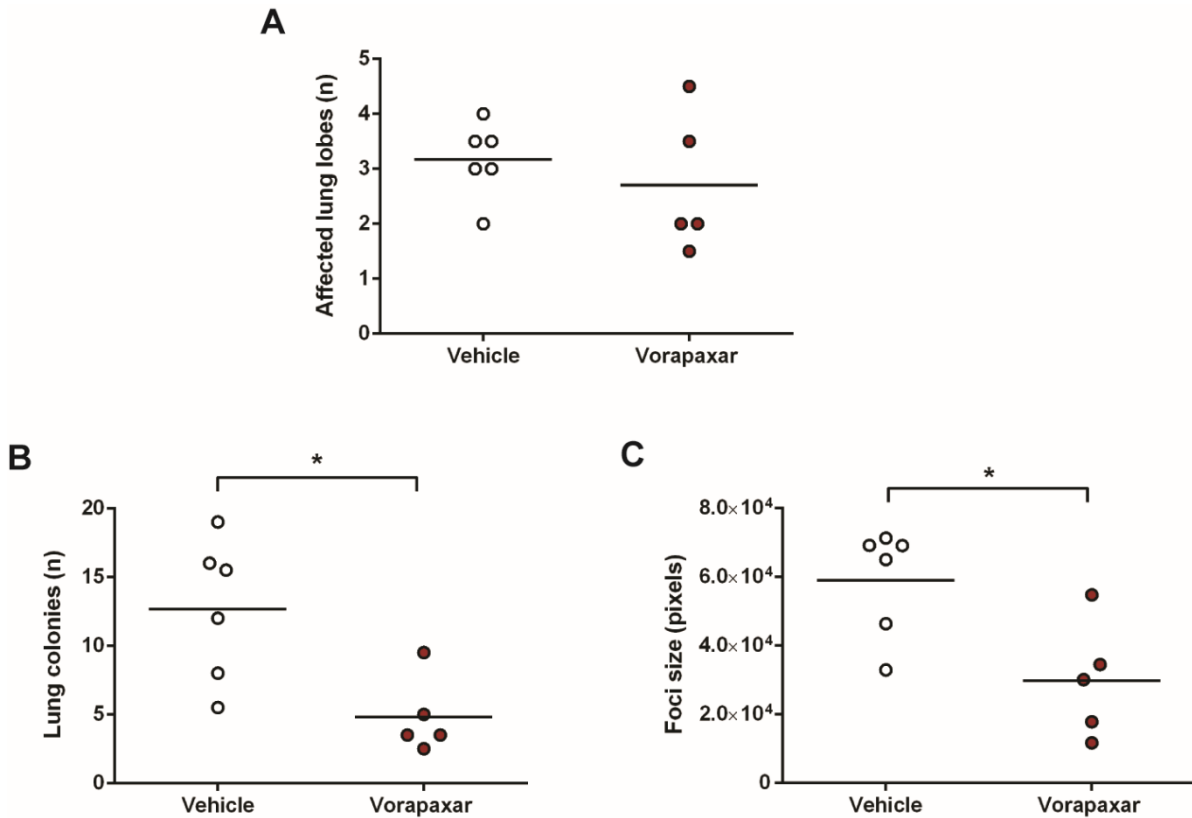 A
Affected lung lobes (n)
5
4
3
2
1
0
Vehicle Vorapaxar
B
*
Lung colonies (n)
20
15
10
5
0
Vehicle Vorapaxar
C
*
Foci size (pixels)
8.0×10⁴
6.0×10⁴
4.0×10⁴
2.0×10⁴
0
Vehicle Vorapaxar